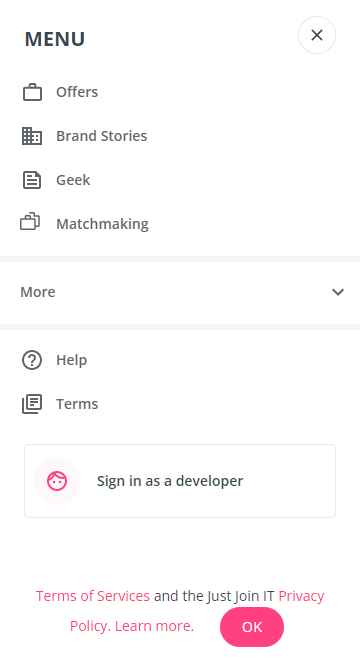 MENU
Offers
Brand Stories
Geek
Matchmaking
More
Help
Terms
Sign in as a developer
Terms of Services and the Just Join IT Privacy
Policy. Learn more. OK